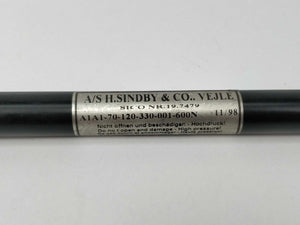 A/S H.SINDBY & CO., VEJLE
SICO NR.19.7479
A1A1-70-120-330-001-600N 11/98
Nicht öffnen und beschädigen - Hochdruck!
Do not open and damage - High pressure!